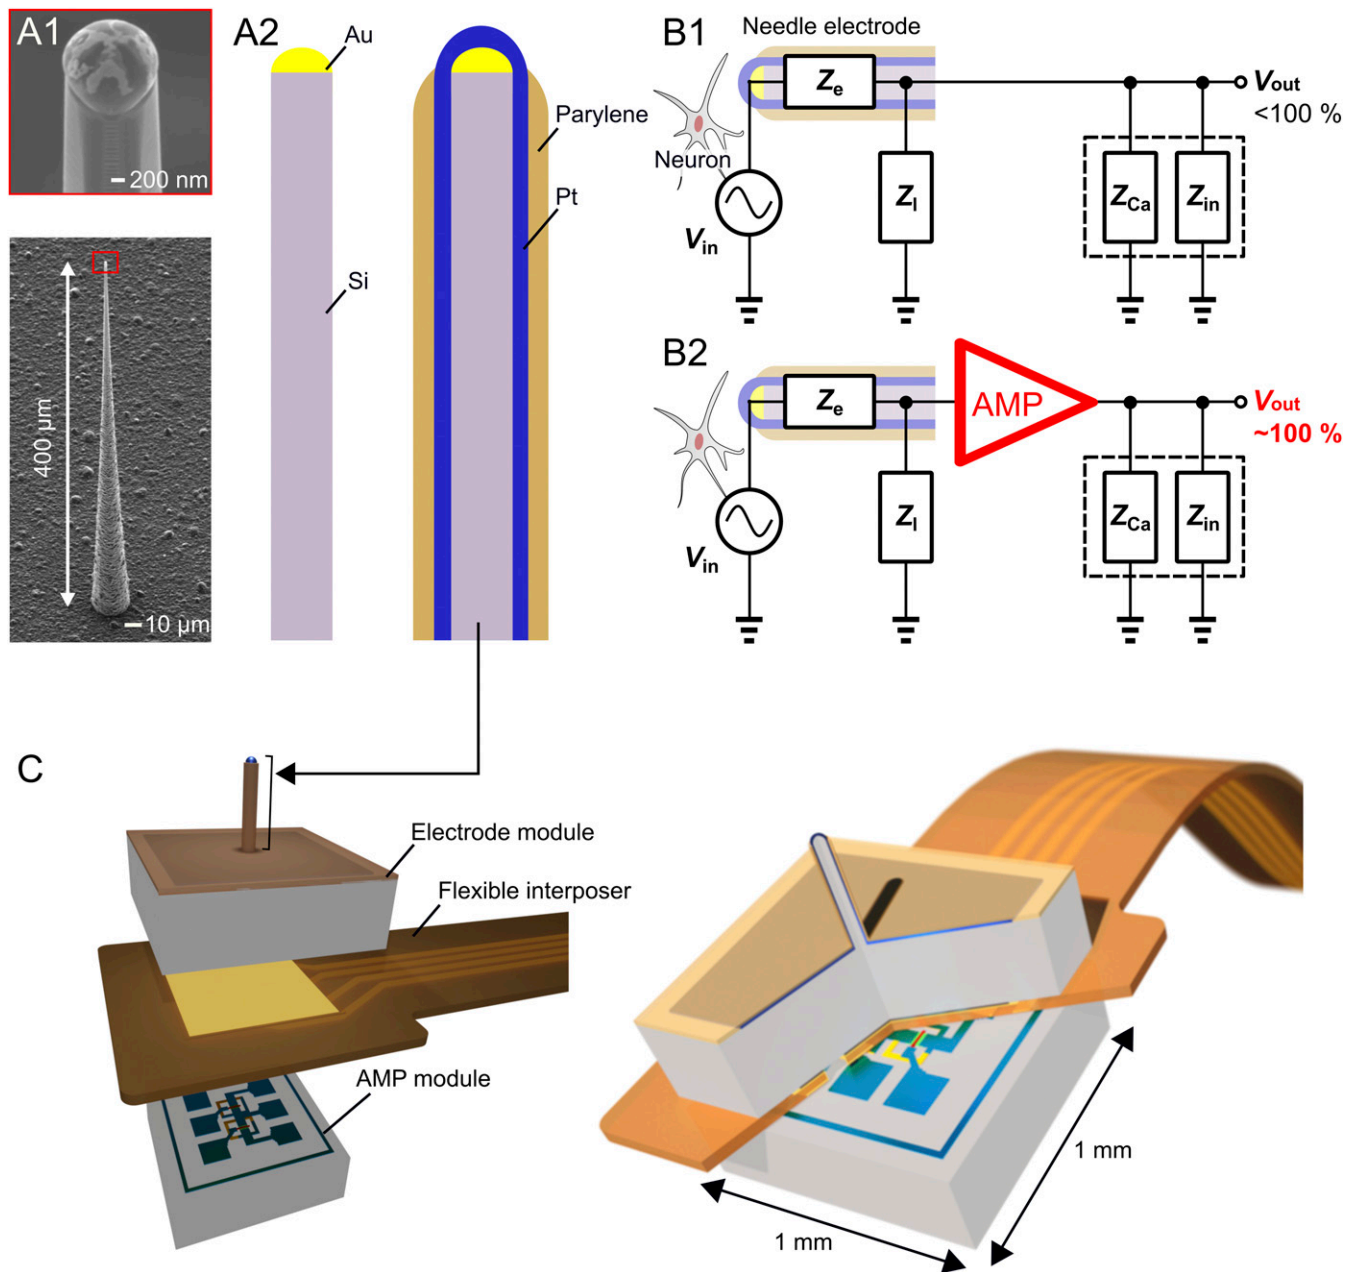 A1
200 nm
400 µm
10 µm
A2
Au
Parylene
Pt
Si
B1
Needle electrode
Neuron
Ze
Zl
ZCa
Zin
Vin
Vout
<100 %
B2
Ze
AMP
Zl
ZCa
Zin
Vin
Vout
~100 %
C
Electrode module
Flexible interposer
AMP module
1 mm
1 mm